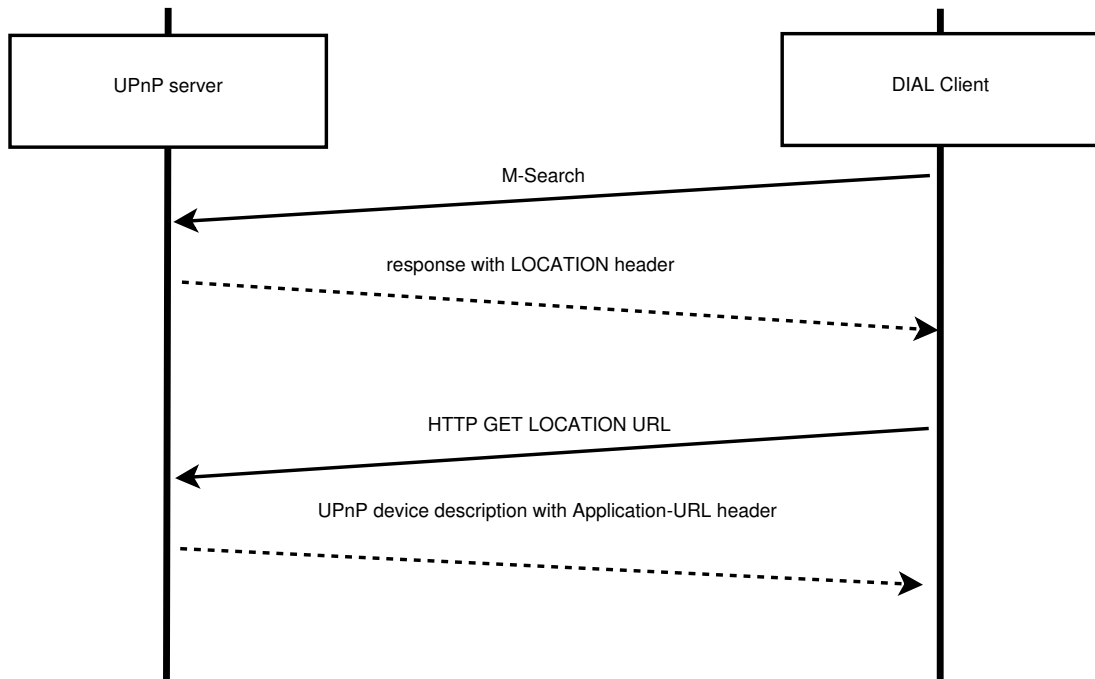 UPnP server
DIAL Client
M-Search
response with LOCATION header
HTTP GET LOCATION URL
UPnP device description with Application-URL header